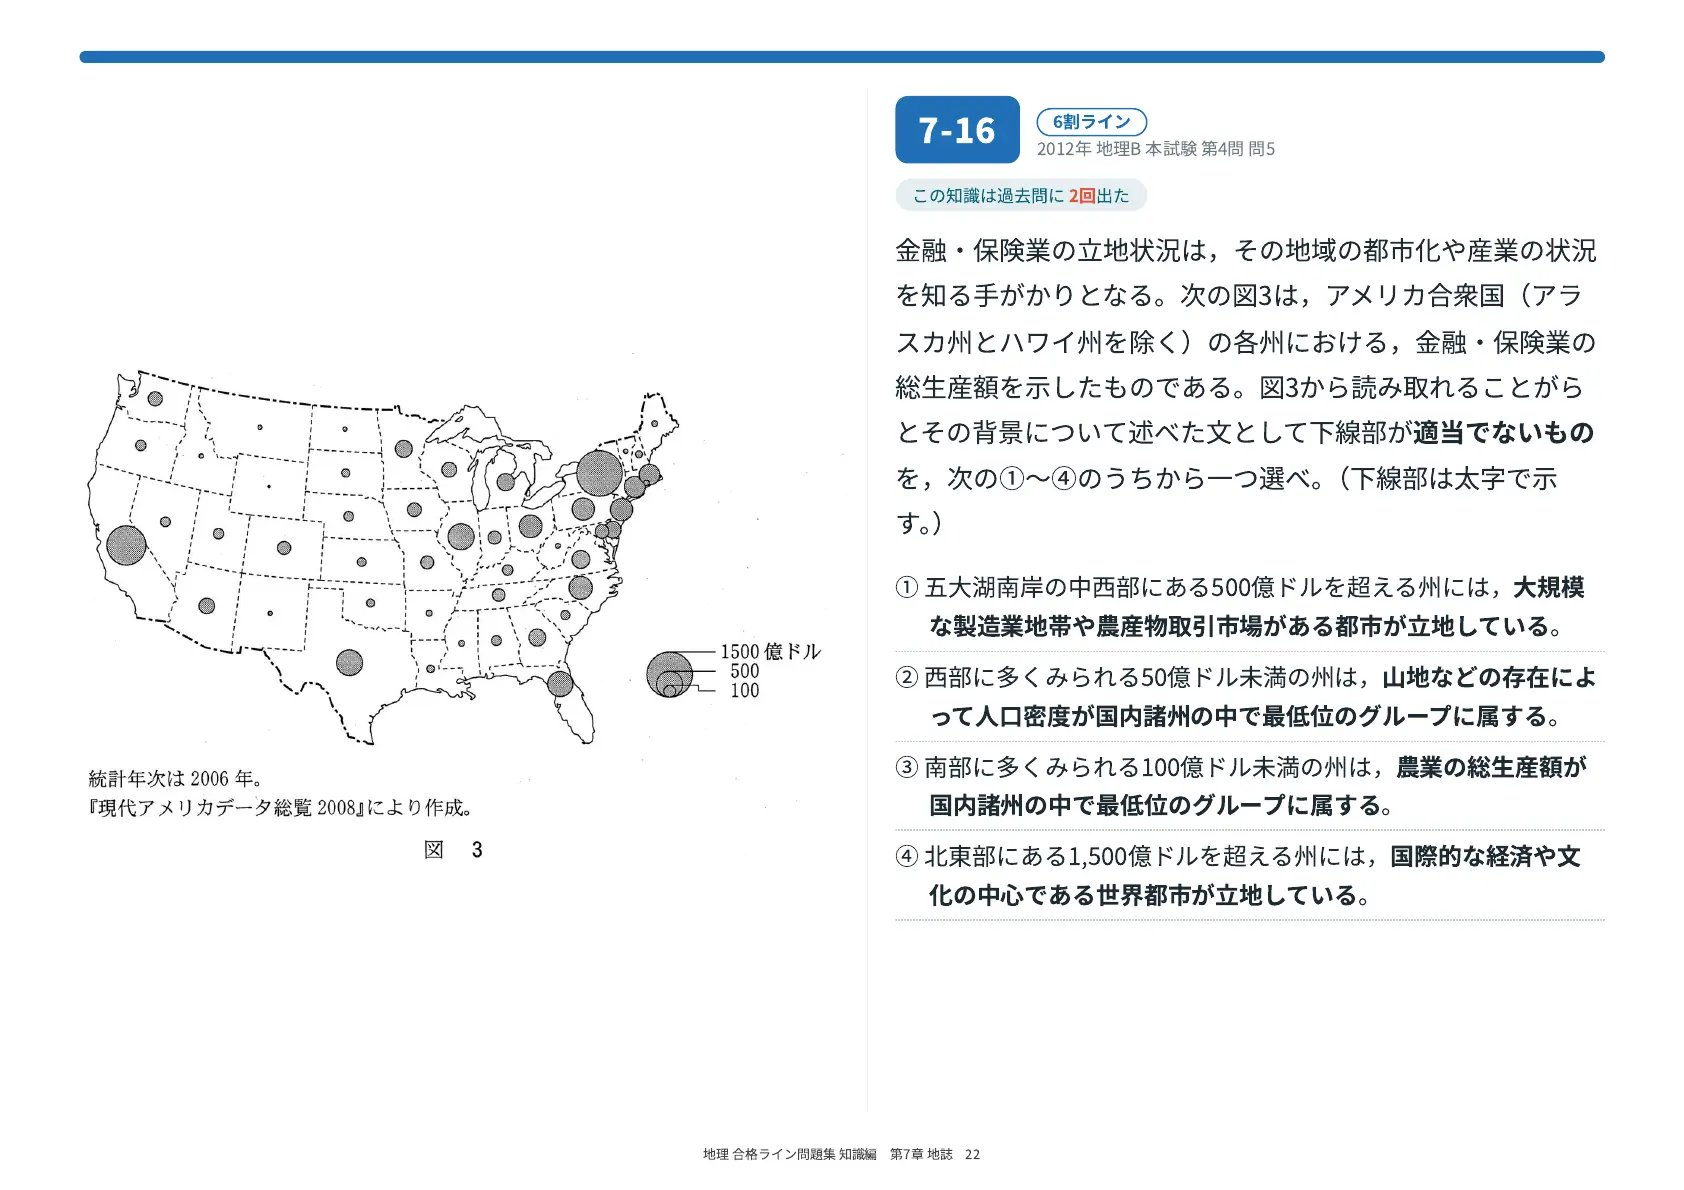 1500 億ドル
500
100
統計年次は 2006 年。
『現代アメリカデータ総覧 2008』により作成。
図 3
7-16
6割ライン
2012年 地理B 本試験 第4問 問5
この知識は過去問に 2回出た
金融・保険業の立地状況は，その地域の都市化や産業の状況
を知る手がかりとなる。次の図3は，アメリカ合衆国（アラ
スカ州とハワイ州を除く）の各州における，金融・保険業の
総生産額を示したものである。図3から読み取れることがら
とその背景について述べた文として下線部が適当でないもの
を，次の①～④のうちから一つ選べ。（下線部は太字で示
す。）
① 五大湖南岸の中西部にある500億ドルを超える州には，大規模
な製造業地帯や農産物取引市場がある都市が立地している。
② 西部に多くみられる50億ドル未満の州は，山地などの存在によ
って人口密度が国内諸州の中で最低位のグループに属する。
③ 南部に多くみられる100億ドル未満の州は，農業の総生産額が
国内諸州の中で最低位のグループに属する。
④ 北東部にある1,500億ドルを超える州には，国際的な経済や文
化の中心である世界都市が立地している。
地理 合格ライン問題集 知識編 第7章 地誌 22